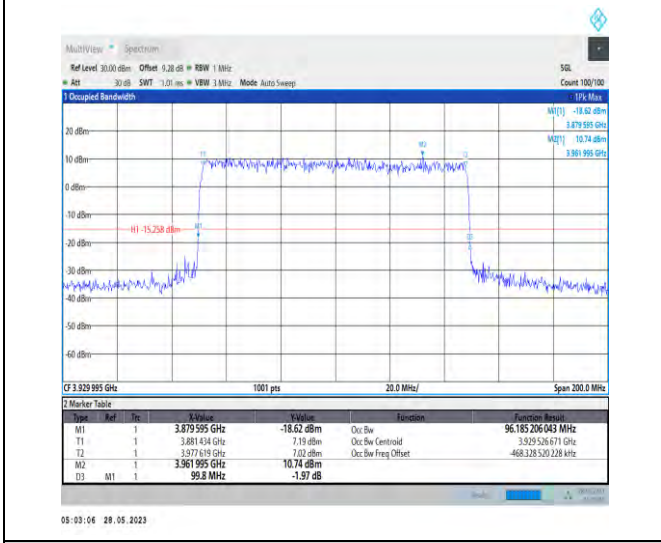 MultiView Spectrum
Ref Level 30.00 dBm Offset 9.28 dB RBW 1 MHz SGL
Att 30 dB SWT 1.01 ms VBW 3 MHz Mode Auto Sweep Count 100/100
1 Occupied Bandwidth 1Pk Max
M1[1] -18.62 dBm
3.879 595 GHz
M2[1] 10.74 dBm
3.961 995 GHz
20 dBm
M2
T1 T2
10 dBm
0 dBm
-10 dBm
H1 -15.258 dBm M1
-20 dBm D3
-30 dBm
-40 dBm
-50 dBm
-60 dBm
CF 3.929 995 GHz 1001 pts 20.0 MHz/ Span 200.0 MHz
2 Marker Table
Type Ref Trc X-Value Y-Value Function Function Result
M1 1 3.879 595 GHz -18.62 dBm Occ Bw 96.185 206 043 MHz
T1 1 3.881 434 GHz 7.19 dBm Occ Bw Centroid 3.929 526 671 GHz
T2 1 3.977 619 GHz 7.02 dBm Occ Bw Freq Offset -468.328 520 228 kHz
M2 1 3.961 995 GHz 10.74 dBm
D3 M1 1 99.8 MHz -1.97 dB
05:03:06 28.05.2023